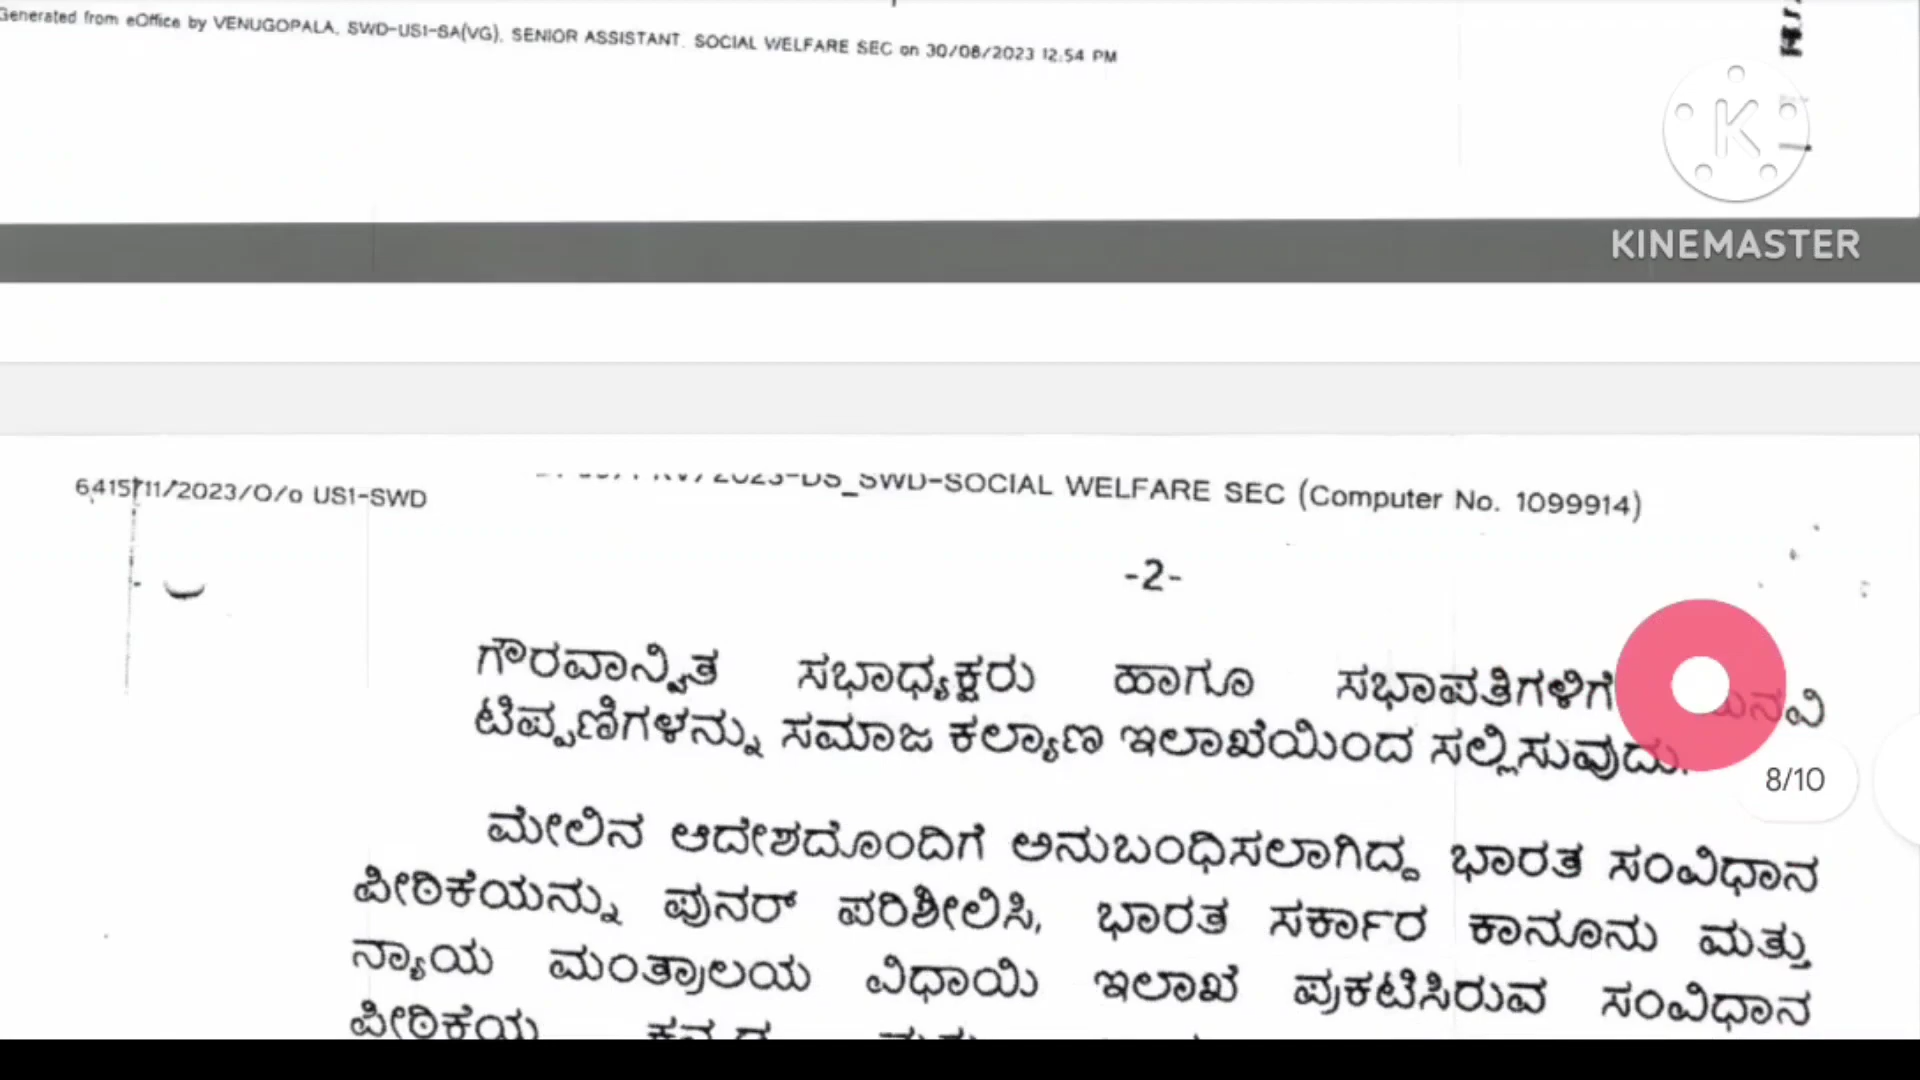 Generated from eOffice by VENUGOPALA, SWD-US1-SA(VG), SENIOR ASSISTANT, SOCIAL WELFARE SEC on 30/08/2023 12:54 PM
KINEMASTER
6415711/2023/O/o US1-SWD
2023-DS_SWD-SOCIAL WELFARE SEC (Computer No. 1099914)
-2-
ಗೌರವಾನ್ವಿತ ಸಭಾಧ್ಯಕ್ಷರು ಹಾಗೂ ಸಭಾಪತಿಗಳಿಗೆ
ಟಿಪ್ಪಣಿಗಳನ್ನು ಸಮಾಜ ಕಲ್ಯಾಣ ಇಲಾಖೆಯಿಂದ ಸಲ್ಲಿಸುವುದು.
8/10
ಮೇಲಿನ ಆದೇಶದೊಂದಿಗೆ ಅನುಬಂಧಿಸಲಾಗಿದ್ದ ಭಾರತ ಸಂವಿಧಾನ
ಪೀಠಿಕೆಯನ್ನು ಪುನರ್ ಪರಿಶೀಲಿಸಿ, ಭಾರತ ಸರ್ಕಾರ ಕಾನೂನು ಮತ್ತು
ನ್ಯಾಯ ಮಂತ್ರಾಲಯ ವಿಧಾಯಿ ಇಲಾಖೆ ಪ್ರಕಟಿಸಿರುವ ಸಂವಿಧಾನ
ಪೀಠಿಕೆಯ